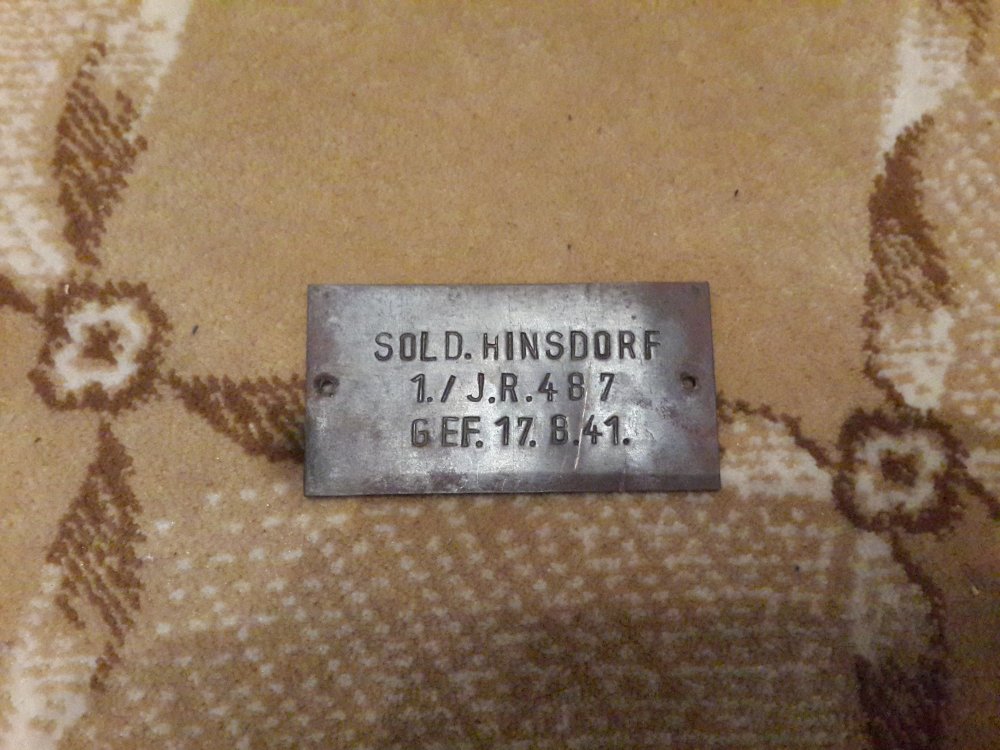 SOLD. HINSDORF
1./J.R.487
GEF. 17. 8.41.